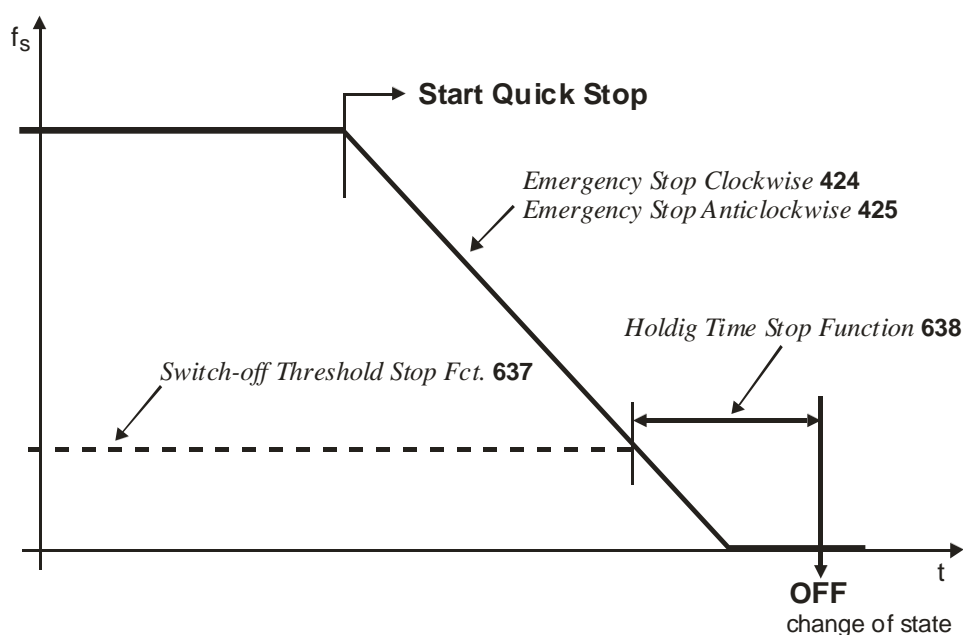 fs
Start Quick Stop
Emergency Stop Clockwise 424
Emergency Stop Anticlockwise 425
Holdig Time Stop Function 638
Switch-off Threshold Stop Fct. 637
t
OFF
change of state